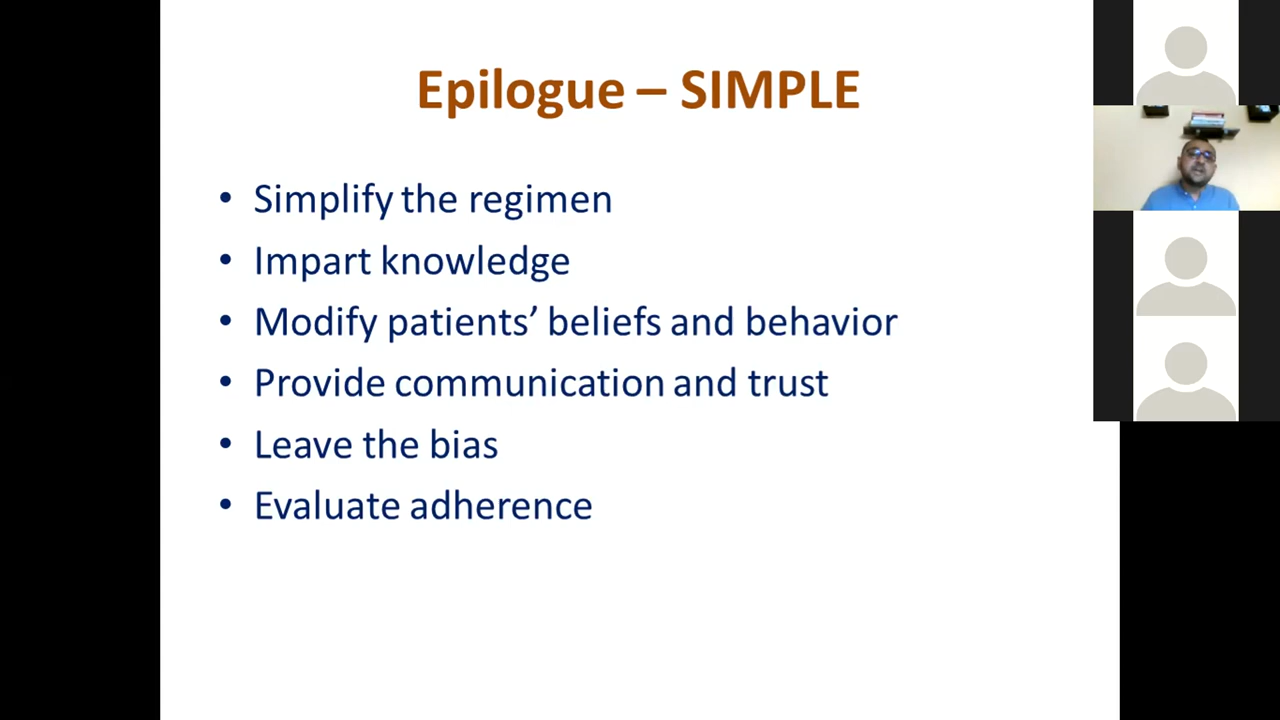 Epilogue – SIMPLE
• Simplify the regimen
• Impart knowledge
• Modify patients’ beliefs and behavior
• Provide communication and trust
• Leave the bias
• Evaluate adherence